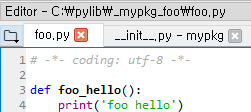 Editor - C:₩pylib₩_mypkg_foo₩foo.py
foo.py __init__.py - mypkg
1 # -*- coding: utf-8 -*-
2
3 def foo_hello():
4 print('foo hello')